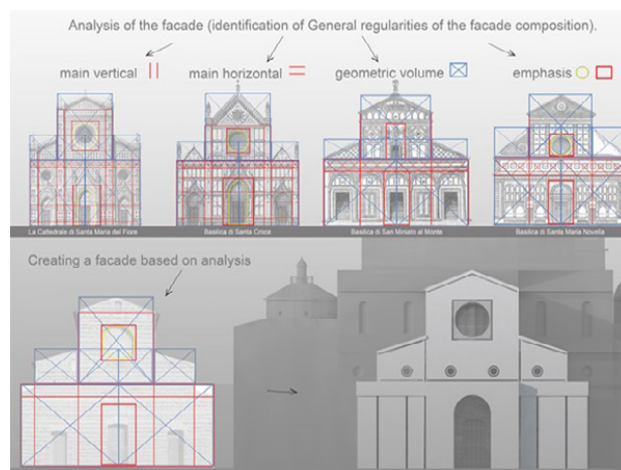 Analysis of the facade (identification of General regularities of the facade composition).
main vertical
main horizontal
geometric volume
emphasis
La Cattedrale di Santa Maria del Fiore
Basilica di Santa Croce
Basilica di San Miniato al Monte
Basilica di Santa Maria Novella
Creating a facade based on analysis